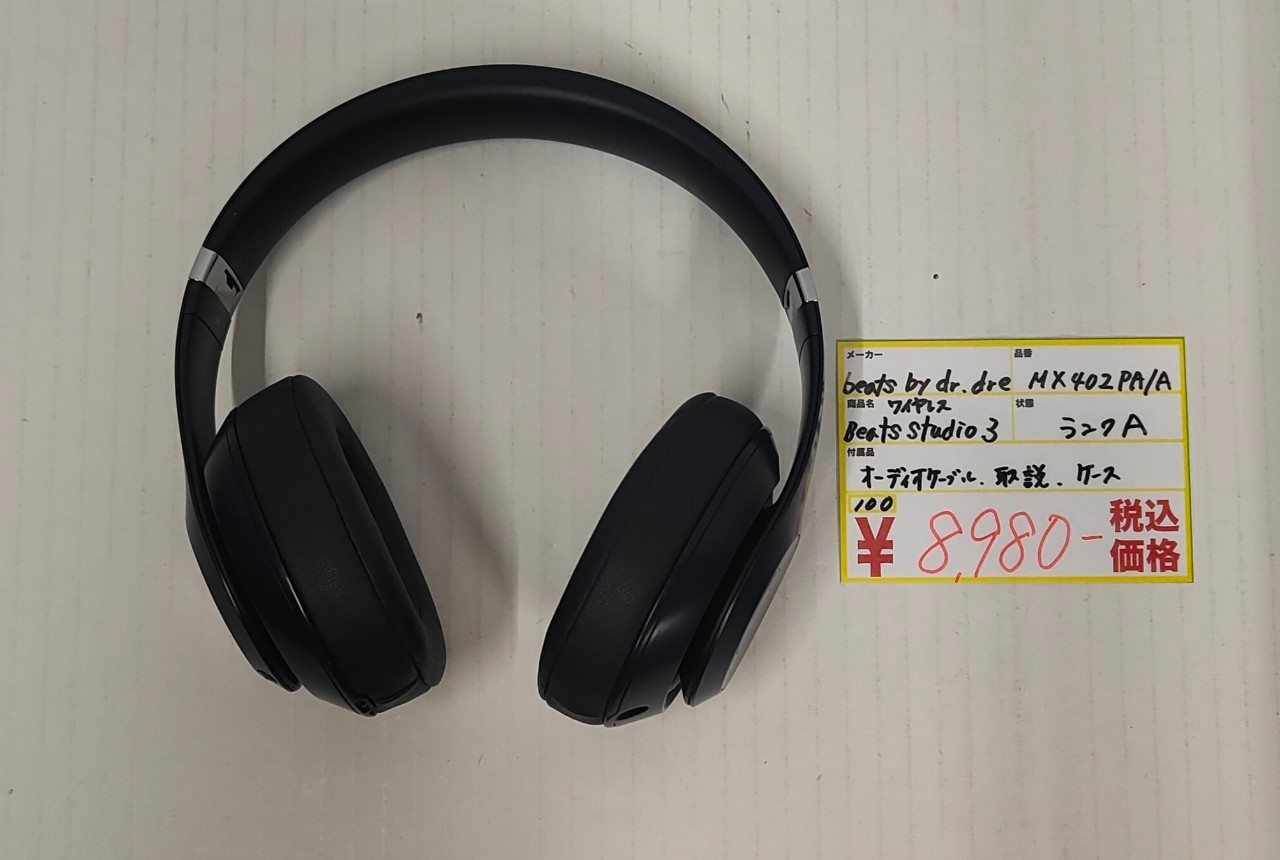 メーカー
beats by dr.dre
品番
MX402PA/A
商品名 ワイヤレス
Beats Studio 3
状態
ランクA
付属品
オーディオケーブル、取説、ケース
100
¥ 8,980- 税込価格